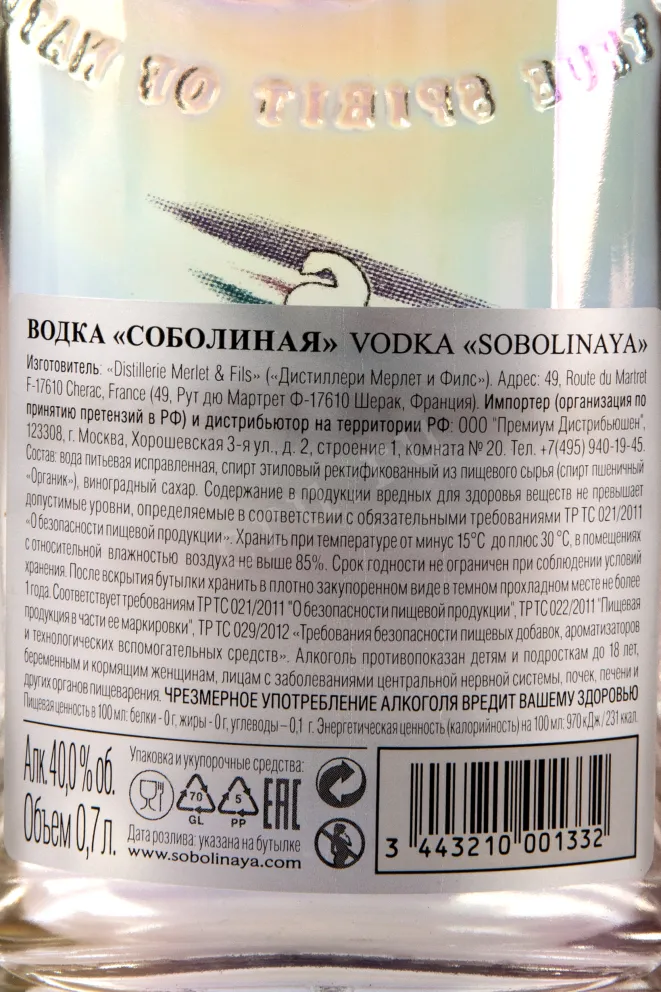 TRUE SPIRIT OF NAT
ВОДКА «СОБОЛИНАЯ» VODKA «SOBOLINAYA»
Изготовитель: «Distillerie Merlet & Fils» («Дистиллери Мерлет и Филс»). Адрес: 49, Route du Martret
F-17610 Cherac, France (49, Рут дю Мартрет Ф-17610 Шерак, Франция). Импортер (организация по
принятию претензий в РФ) и дистрибьютор на территории РФ: ООО "Премиум Дистрибьюшен",
123308, г. Москва, Хорошевская 3-я ул., д. 2, строение 1, комната № 20. Тел. +7(495) 940-19-45.
Состав: вода питьевая исправленная, спирт этиловый ректификованный из пищевого сырья (спирт пшеничный
«Органик»), виноградный сахар. Содержание в продукции вредных для здоровья веществ не превышает
допустимые уровни, определяемые в соответствии с обязательными требованиями ТР ТС 021/2011
«О безопасности пищевой продукции». Хранить при температуре от минус 15°С до плюс 30°С, в помещениях
с относительной влажностью воздуха не выше 85%. Срок годности не ограничен при соблюдении условий
хранения. После вскрытия бутылки хранить в плотно закупоренном виде в темном прохладном месте не более
1 года. Соответствует требованиям ТР ТС 021/2011 "О безопасности пищевой продукции", ТР ТС 022/2011 "Пищевая
продукция в части ее маркировки", ТР ТС 029/2012 «Требования безопасности пищевых добавок, ароматизаторов
и технологических вспомогательных средств». Алкоголь противопоказан детям и подросткам до 18 лет,
беременным и кормящим женщинам, лицам с заболеваниями центральной нервной системы, почек, печени и
других органов пищеварения. ЧРЕЗМЕРНОЕ УПОТРЕБЛЕНИЕ АЛКОГОЛЯ ВРЕДИТ ВАШЕМУ ЗДОРОВЬЮ
Пищевая ценность в 100 мл: белки - 0 г, жиры - 0 г, углеводы – 0,1 г. Энергетическая ценность (калорийность) на 100 мл: 970 кДж / 231 ккал.
Алк. 40,0 % об.
Объем 0,7 л.
Упаковка и укупорочные средства:
70
GL
5
PP
EAC
Дата розлива: указана на бутылке
www.sobolinaya.com
3 443210 001332